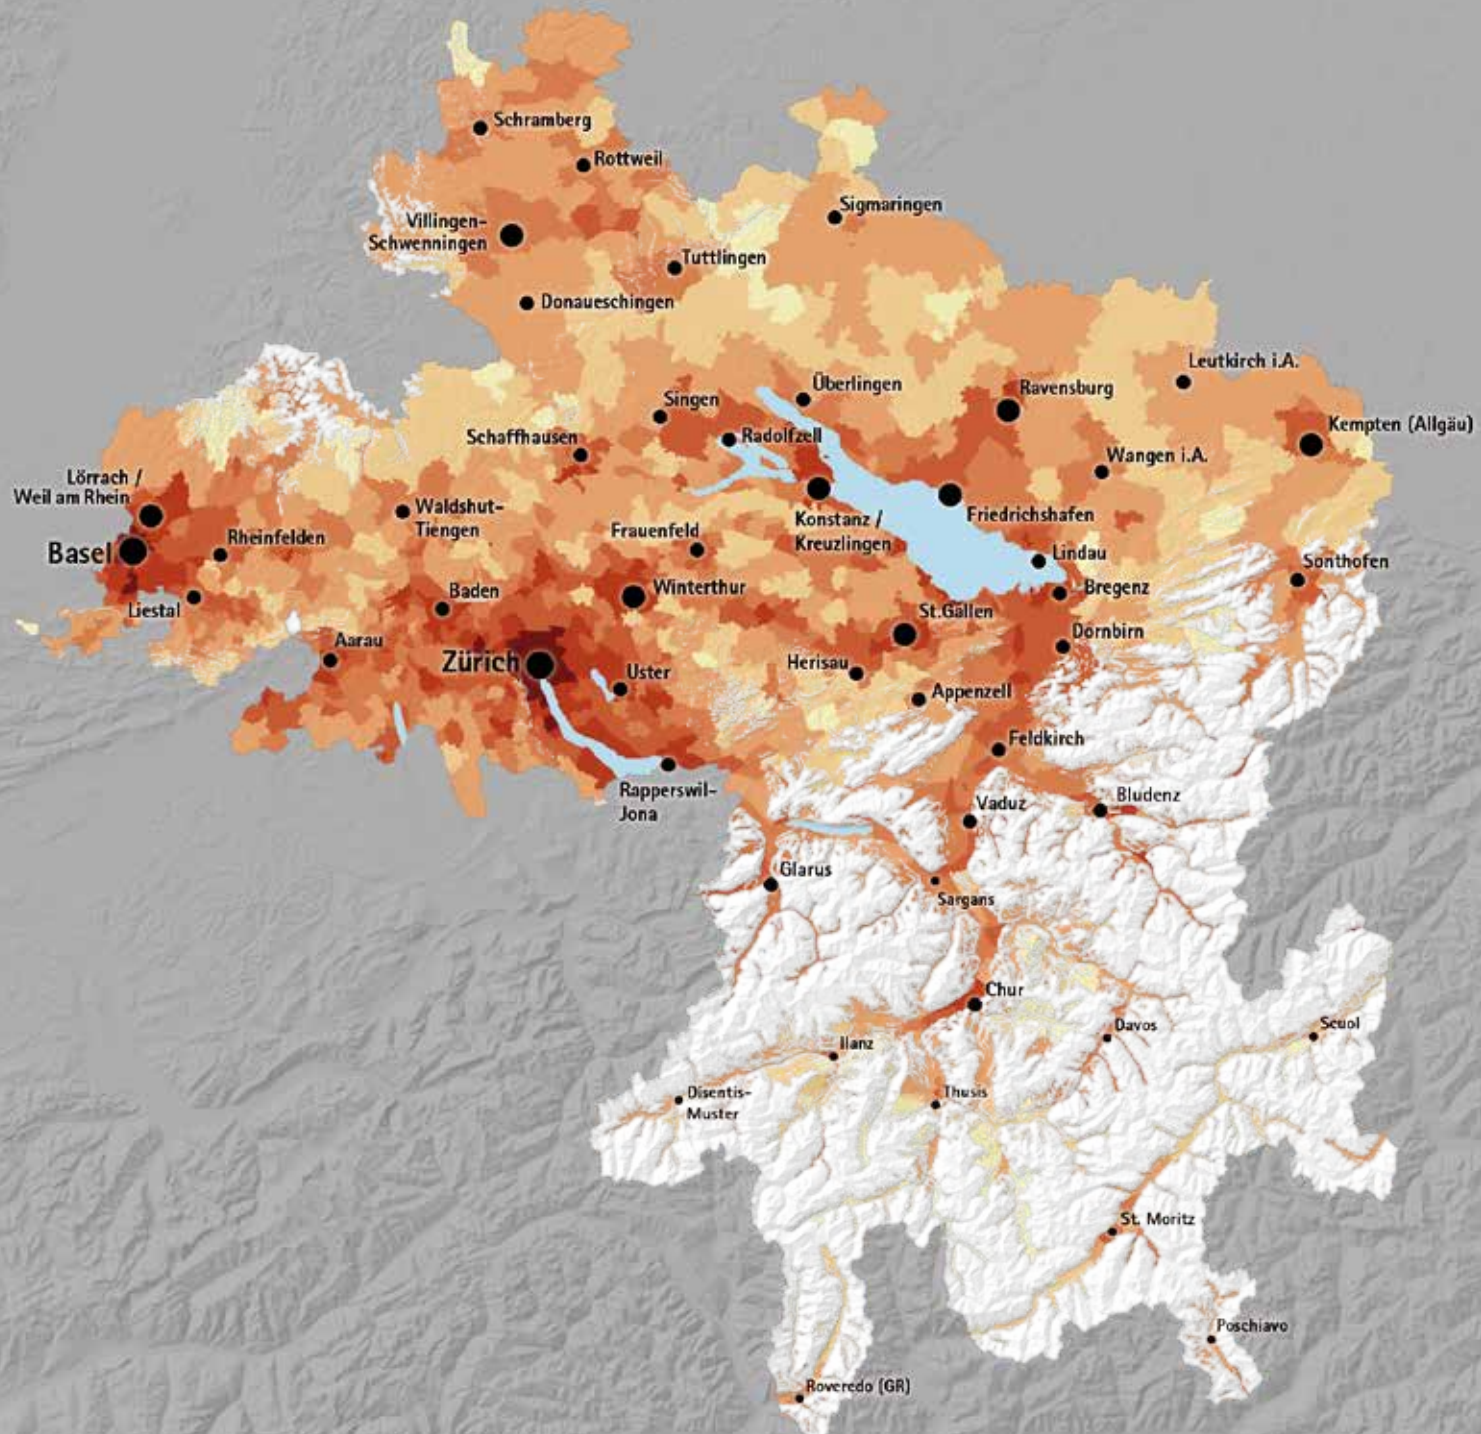 Schramberg
Rottweil
Sigmaringen
Villingen-
Schwenningen
Tuttlingen
Donaueschingen
Leutkirch i.A.
Überlingen
Ravensburg
Singen
Kempten (Allgäu)
Schaffhausen
Radolfzell
Wangen i.A.
Lörrach /
Weil am Rhein
Waldshut-
Tiengen
Friedrichshafen
Konstanz /
Kreuzlingen
Frauenfeld
Rheinfelden
Basel
Lindau
Sonthofen
Bregenz
Winterthur
Baden
Liestal
St.Gallen
Dornbirn
Aarau
Zürich
Herisau
Uster
Appenzell
Feldkirch
Rapperswil-
Jona
Vaduz
Bludenz
Glarus
Sargans
Chur
Davos
Scuol
Ilanz
Disentis-
Muster
Thusis
St. Moritz
Poschiavo
Roveredo (GR)